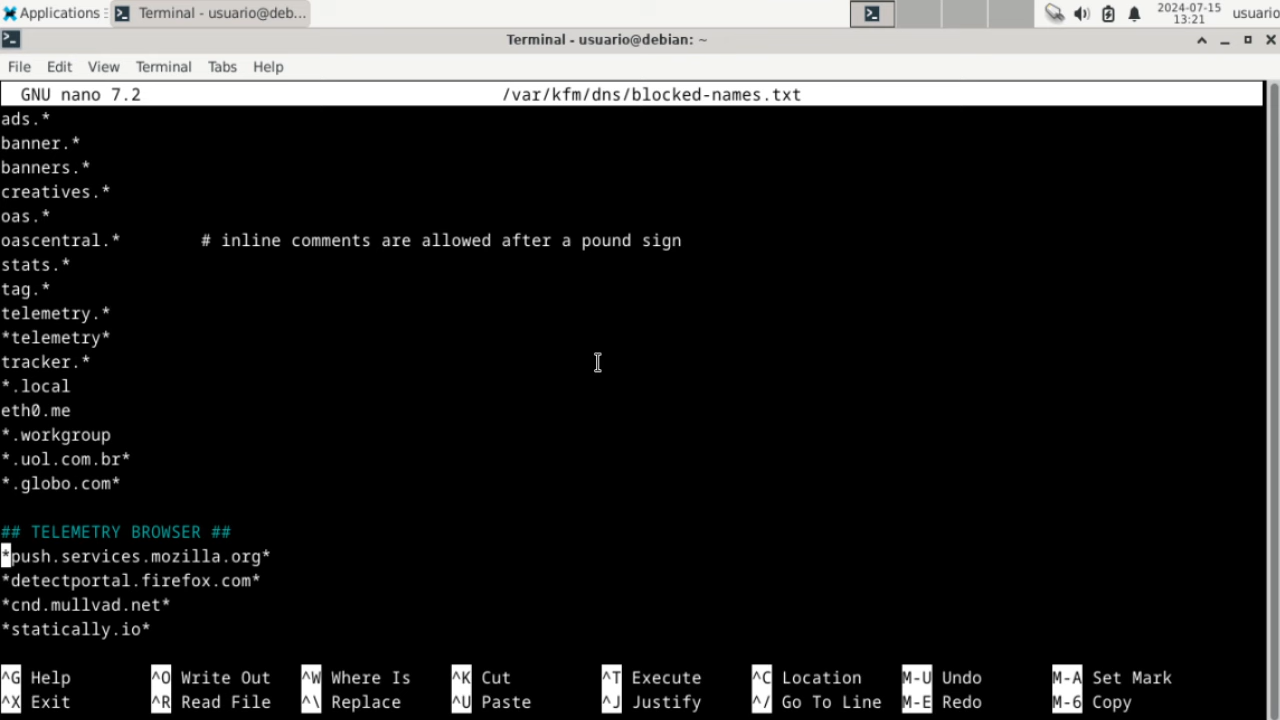 Applications
Terminal - usuario@deb...
2024-07-15
13:21
usuario
Terminal - usuario@debian: ~
File Edit View Terminal Tabs Help
GNU nano 7.2 /var/kfm/dns/blocked-names.txt
ads.*
banner.*
banners.*
creatives.*
oas.*
oascentral.* # inline comments are allowed after a pound sign
stats.*
tag.*
telemetry.*
*telemetry*
tracker.*
*.local
eth0.me
*.workgroup
*.uol.com.br*
*.globo.com*
## TELEMETRY BROWSER ##
*push.services.mozilla.org*
*detectportal.firefox.com*
*cnd.mullvad.net*
*statically.io*
^G Help ^O Write Out ^W Where Is ^K Cut ^T Execute ^C Location M-U Undo M-A Set Mark
^X Exit ^R Read File ^\ Replace ^U Paste ^J Justify ^/ Go To Line M-E Redo M-6 Copy